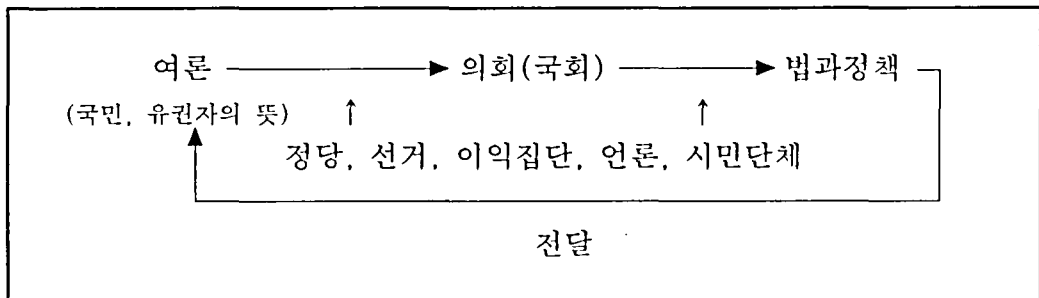 여론 → 의회(국회) → 법과정책
(국민, 유권자의 뜻) ↑ ↑
정당, 선거, 이익집단, 언론, 시민단체
전달